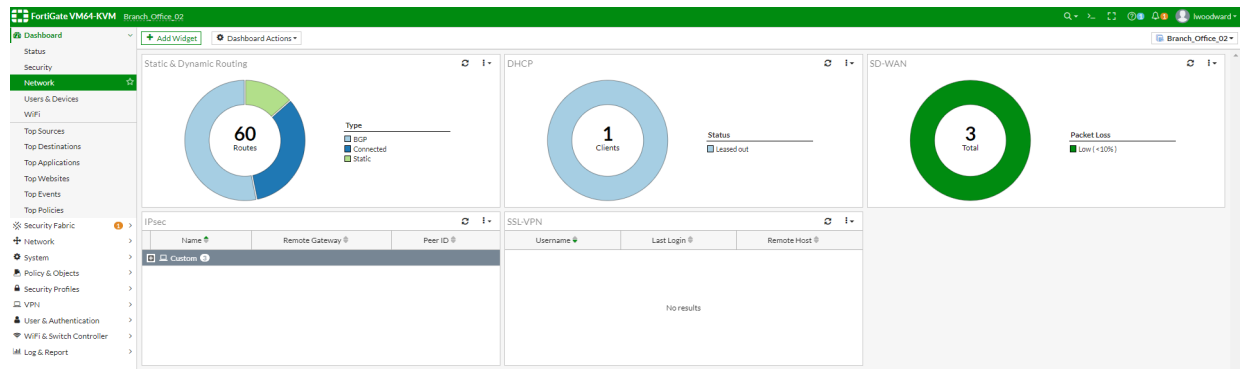 FortiGate VM64-KVM Branch_Office_02
>_ 1 1 lwoodward
Dashboard
Status
Security
Network
Users & Devices
WiFi
Top Sources
Top Destinations
Top Applications
Top Websites
Top Events
Top Policies
Security Fabric 1
Network
System
Policy & Objects
Security Profiles
VPN
User & Authentication
WiFi & Switch Controller
Log & Report
+ Add Widget Dashboard Actions Branch_Office_02
Static & Dynamic Routing
60
Routes
Type
BGP
Connected
Static
DHCP
1
Clients
Status
Leased out
SD-WAN
3
Total
Packet Loss
Low (<10%)
IPsec
Name Remote Gateway Peer ID
Custom
SSL-VPN
Username Last Login Remote Host
No results